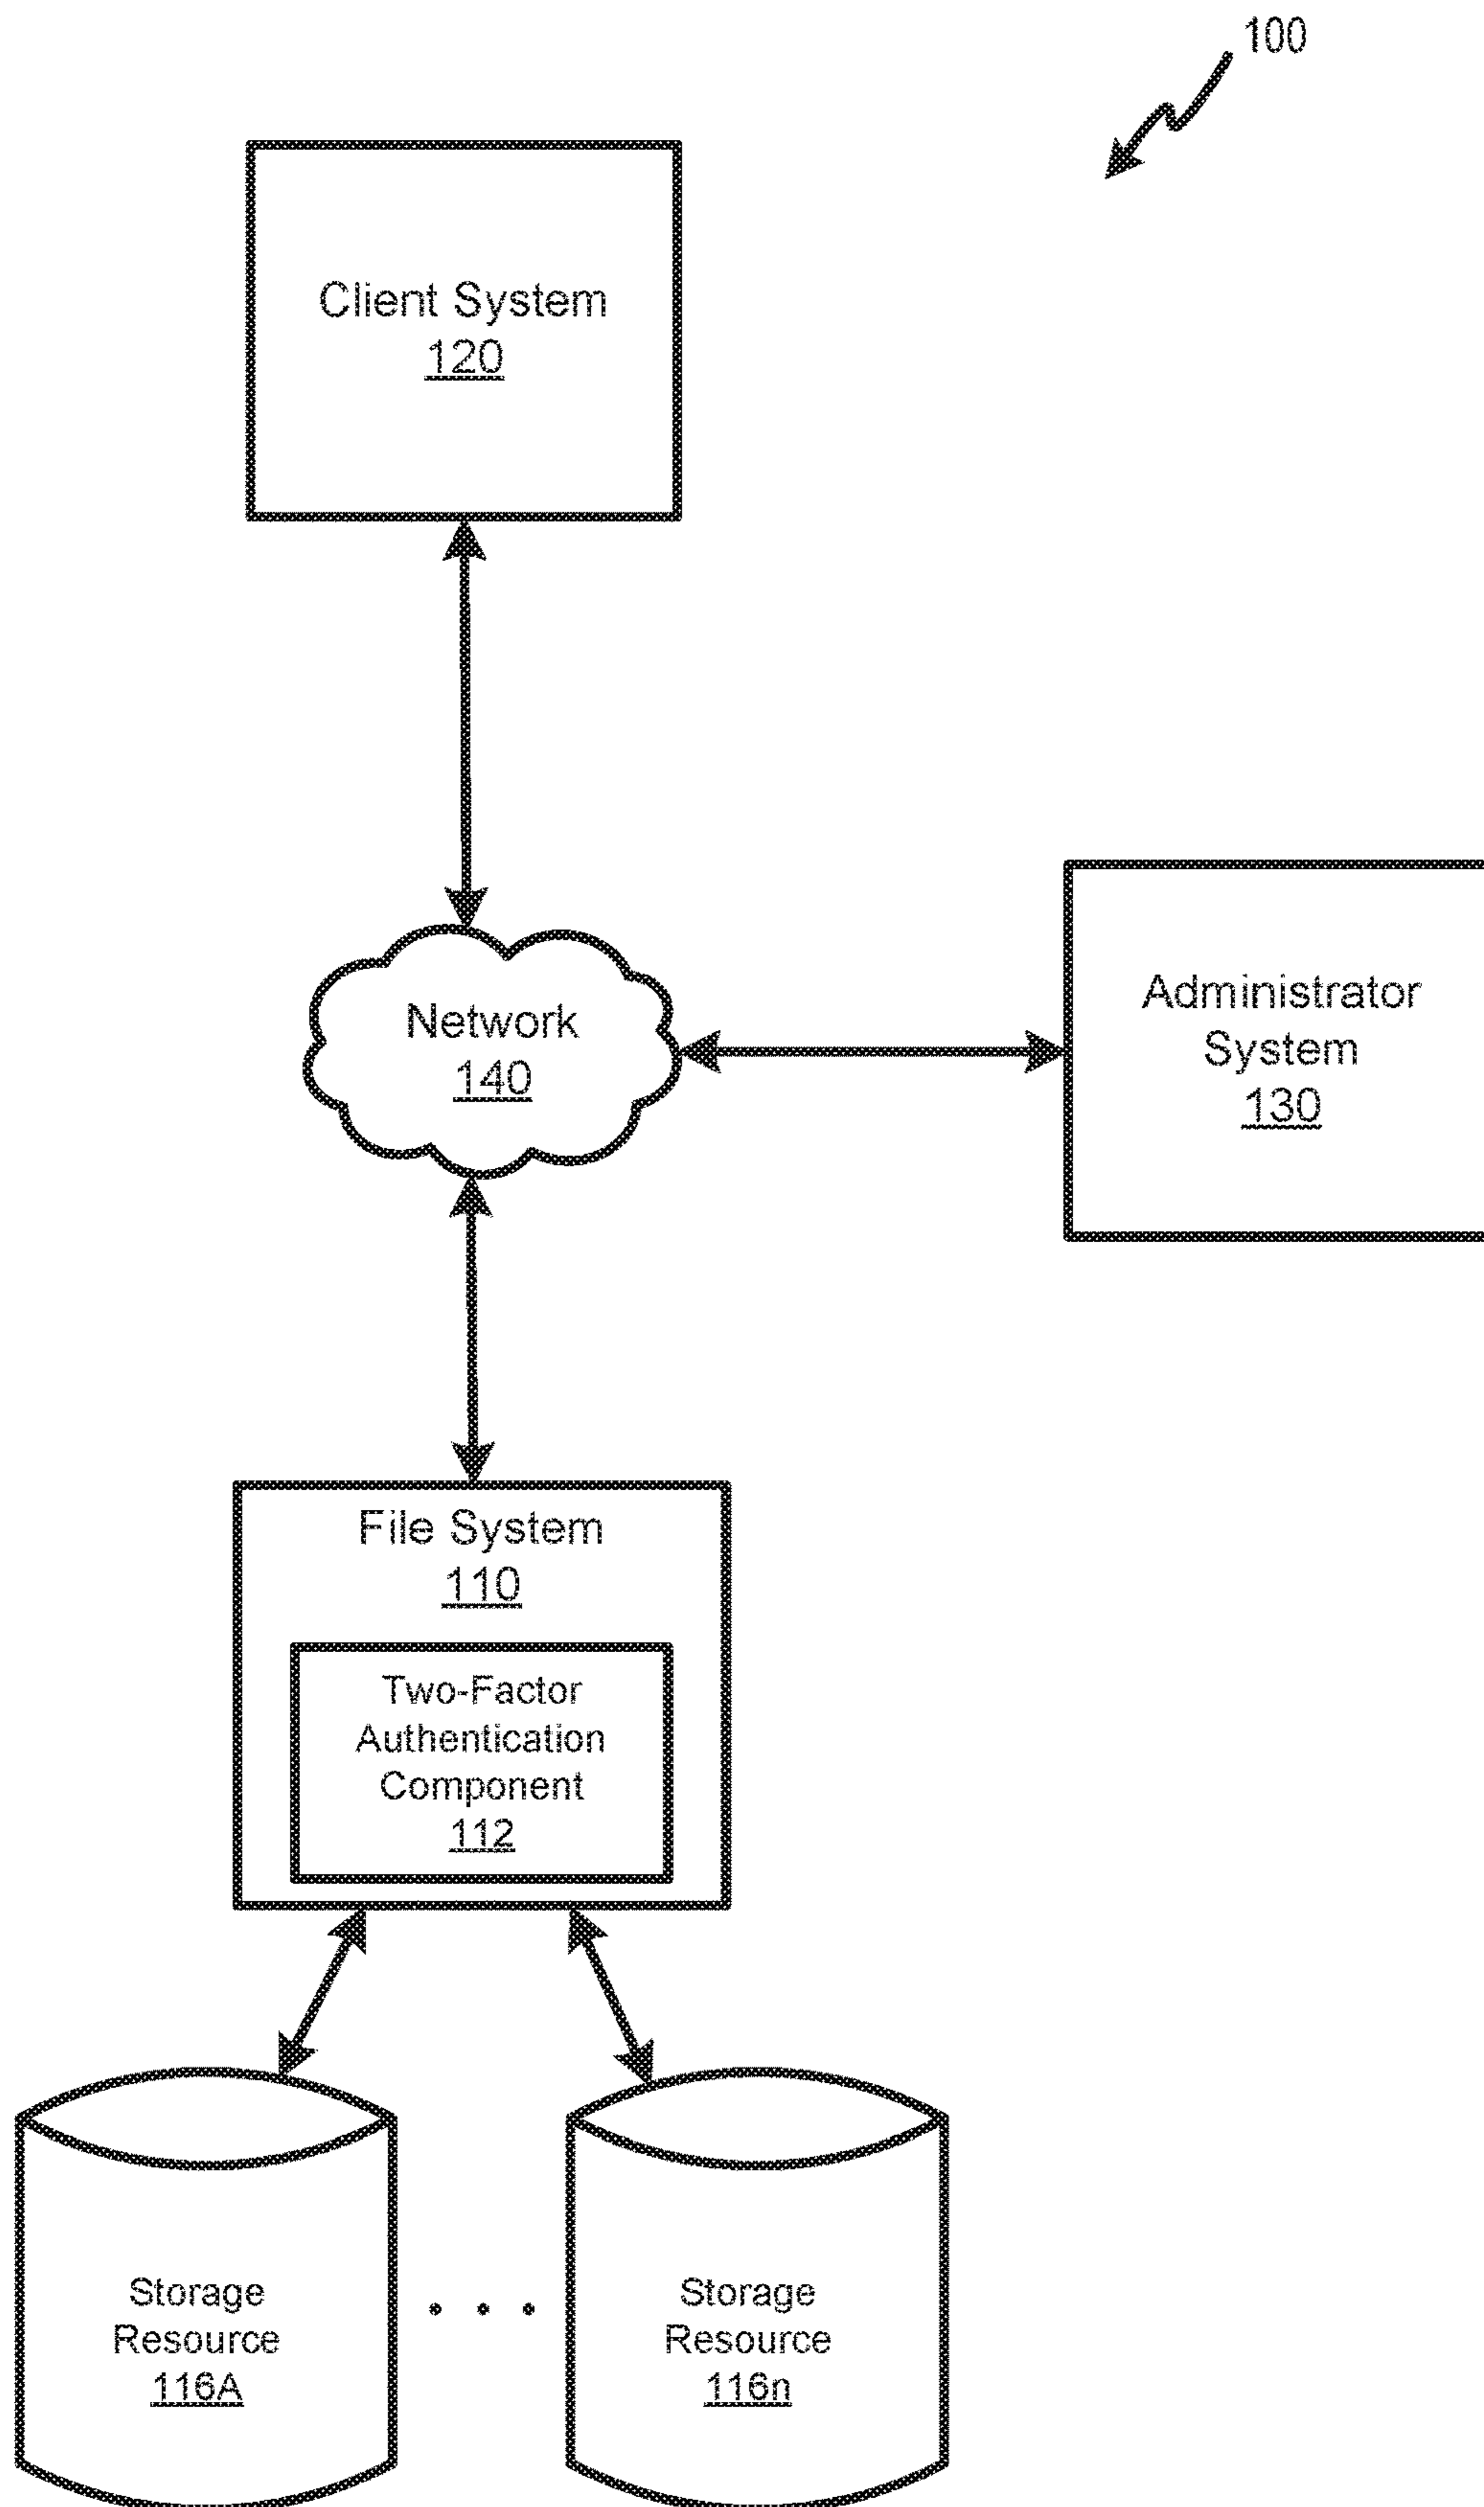 100
Client System
120
Network
140
Administrator
System
130
File System
110
Two-Factor
Authentication
Component
112
Storage
Resource
116A
. . .
Storage
Resource
116n